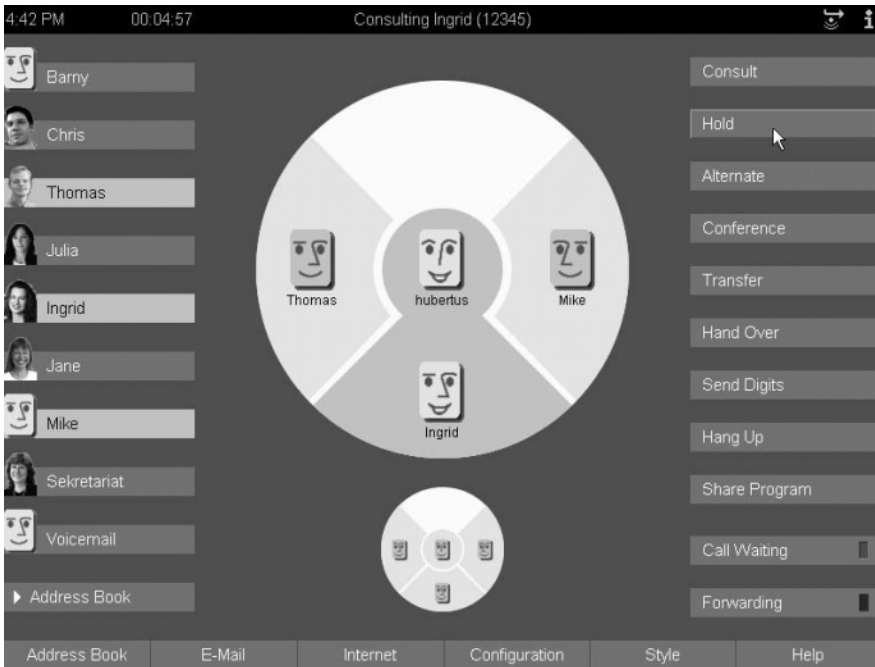 4:42 PM 00:04:57 Consulting Ingrid (12345)
Barny
Chris
Thomas
Julia
Ingrid
Jane
Mike
Sekretariat
Voicemail
Address Book
Thomas
hubertus
Mike
Ingrid
Consult
Hold
Alternate
Conference
Transfer
Hand Over
Send Digits
Hang Up
Share Program
Call Waiting
Forwarding
Address Book E-Mail Internet Configuration Style Help